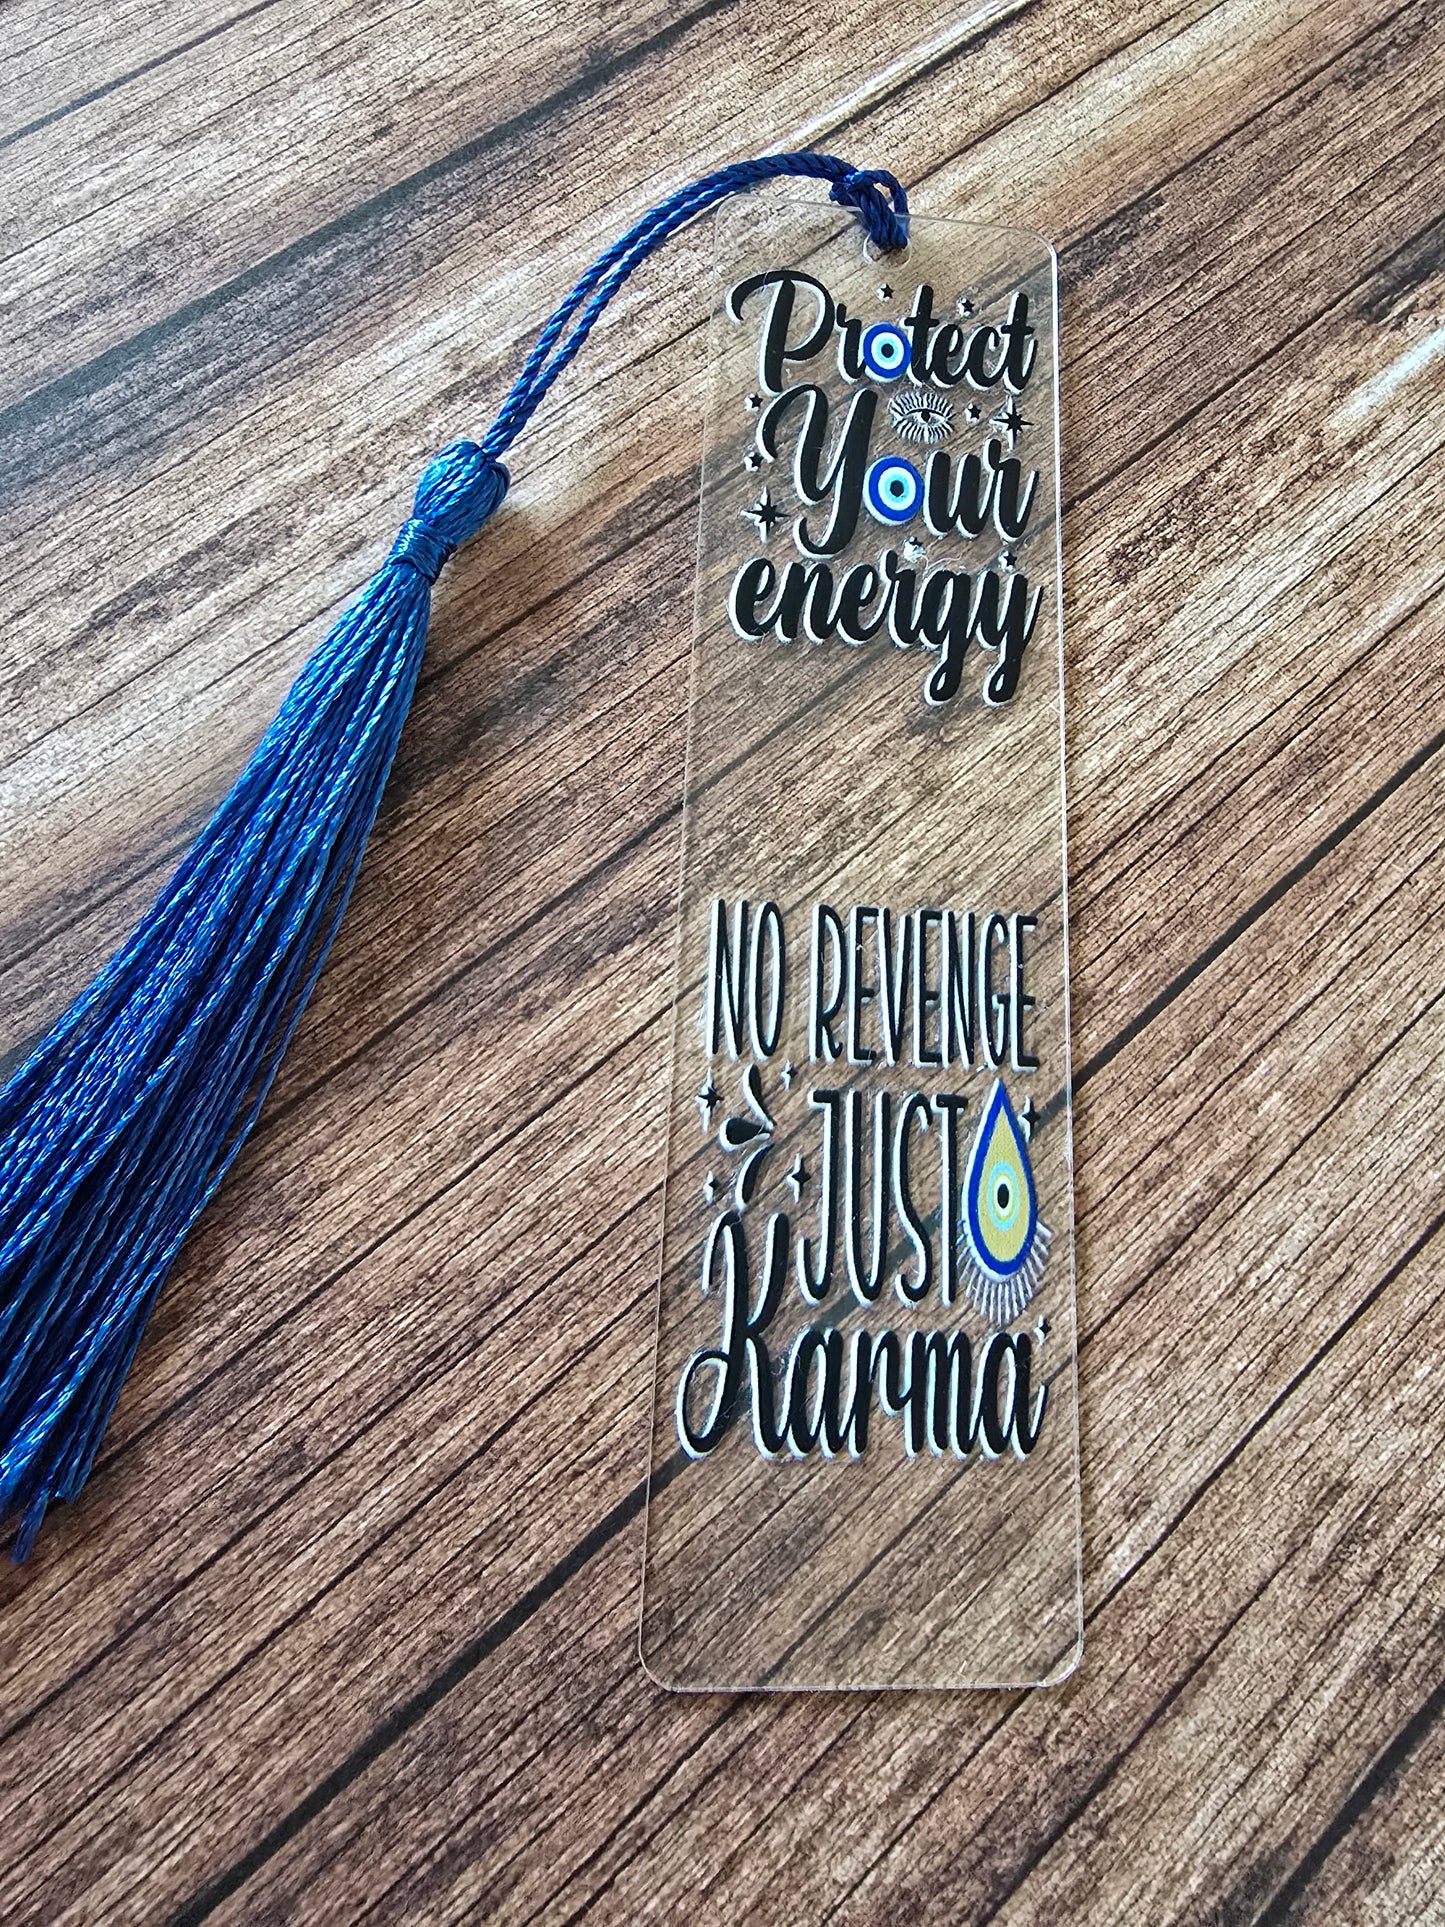 Protect
Your
energy
NO REVENGE
JUST
Karma